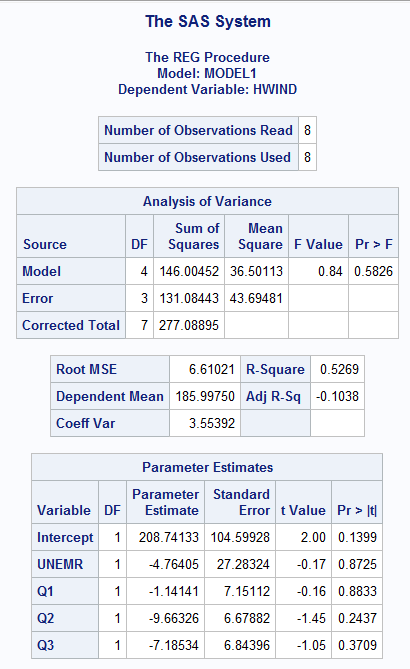 The SAS System
The REG Procedure
Model: MODEL1
Dependent Variable: HWIND
Number of Observations Read 8
Number of Observations Used 8
Analysis of Variance
Source DF Sum of Squares Mean Square F Value Pr > F
Model 4 146.00452 36.50113 0.84 0.5826
Error 3 131.08443 43.69481
Corrected Total 7 277.08895
Root MSE 6.61021 R-Square 0.5269
Dependent Mean 185.99750 Adj R-Sq -0.1038
Coeff Var 3.55392
Parameter Estimates
Variable DF Parameter Estimate Standard Error t Value Pr > |t|
Intercept 1 208.74133 104.59928 2.00 0.1399
UNEMR 1 -4.76405 27.28324 -0.17 0.8725
Q1 1 -1.14141 7.15112 -0.16 0.8833
Q2 1 -9.66326 6.67882 -1.45 0.2437
Q3 1 -7.18534 6.84396 -1.05 0.3709